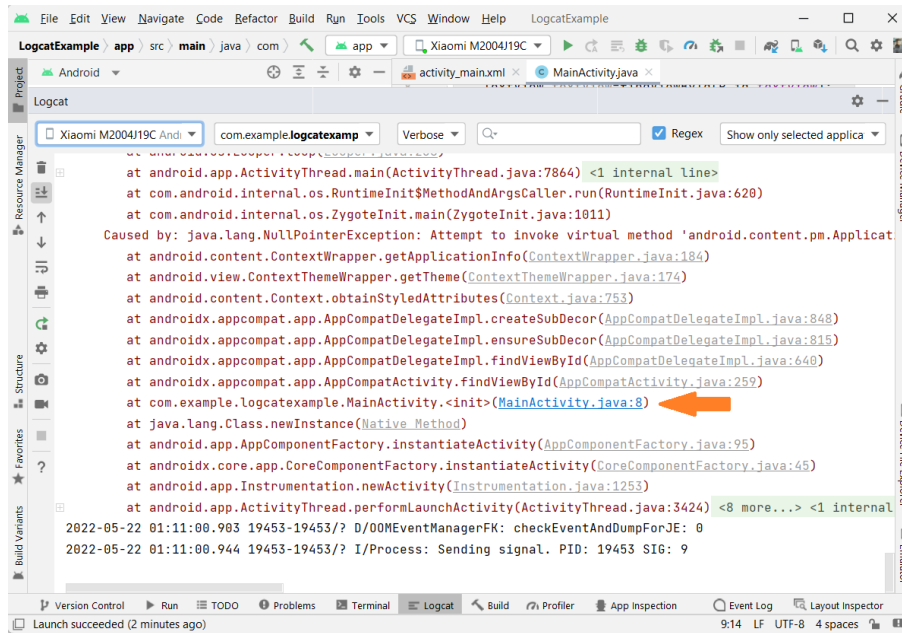 File Edit View Navigate Code Refactor Build Run Tools VCS Window Help LogcatExample
LogcatExample app src main java com app Xiaomi M2004J19C
Android activity_main.xml MainActivity.java
Project
Logcat
Xiaomi M2004J19C Andr com.example.logcatexamp Verbose Q- Regex Show only selected applica
Resource Manager
at android.app.ActivityThread.main(ActivityThread.java:7864) <1 internal line>
at com.android.internal.os.RuntimeInit$MethodAndArgsCaller.run(RuntimeInit.java:620)
at com.android.internal.os.ZygoteInit.main(ZygoteInit.java:1011)
Caused by: java.lang.NullPointerException: Attempt to invoke virtual method 'android.content.pm.Applicat
at android.content.ContextWrapper.getApplicationInfo(ContextWrapper.java:184)
at android.view.ContextThemeWrapper.getTheme(ContextThemeWrapper.java:174)
at android.content.Context.obtainStyledAttributes(Context.java:753)
at androidx.appcompat.app.AppCompatDelegateImpl.createSubDecor(AppCompatDelegateImpl.java:848)
at androidx.appcompat.app.AppCompatDelegateImpl.ensureSubDecor(AppCompatDelegateImpl.java:815)
at androidx.appcompat.app.AppCompatDelegateImpl.findViewById(AppCompatDelegateImpl.java:640)
at androidx.appcompat.app.AppCompatActivity.findViewById(AppCompatActivity.java:259)
at com.example.logcatexample.MainActivity.<init>(MainActivity.java:8)
at java.lang.Class.newInstance(Native Method)
at android.app.AppComponentFactory.instantiateActivity(AppComponentFactory.java:95)
at androidx.core.app.CoreComponentFactory.instantiateActivity(CoreComponentFactory.java:45)
at android.app.Instrumentation.newActivity(Instrumentation.java:1253)
at android.app.ActivityThread.performLaunchActivity(ActivityThread.java:3424) <8 more...> <1 internal
2022-05-22 01:11:00.903 19453-19453/? D/OOMEventManagerFK: checkEventAndDumpForJE: 0
2022-05-22 01:11:00.944 19453-19453/? I/Process: Sending signal. PID: 19453 SIG: 9
Structure
Favorites
Build Variants
Version Control Run TODO Problems Terminal Logcat Build Profiler App Inspection Event Log Layout Inspector
Launch succeeded (2 minutes ago) 9:14 LF UTF-8 4 spaces